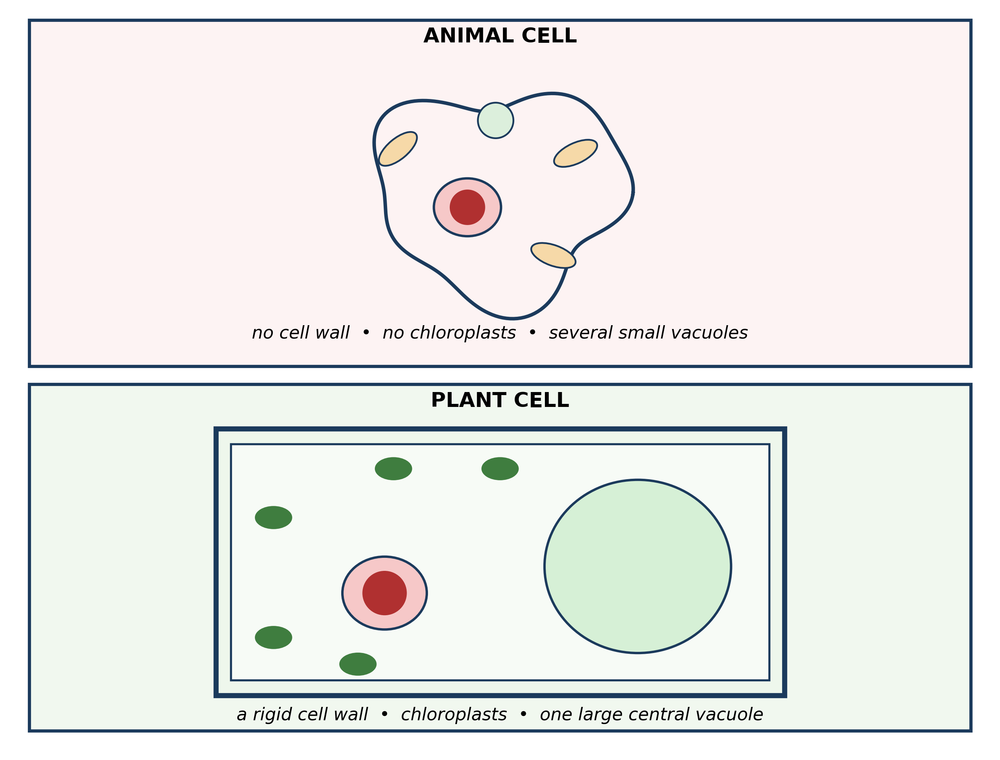 ANIMAL CELL
no cell wall • no chloroplasts • several small vacuoles
PLANT CELL
a rigid cell wall • chloroplasts • one large central vacuole